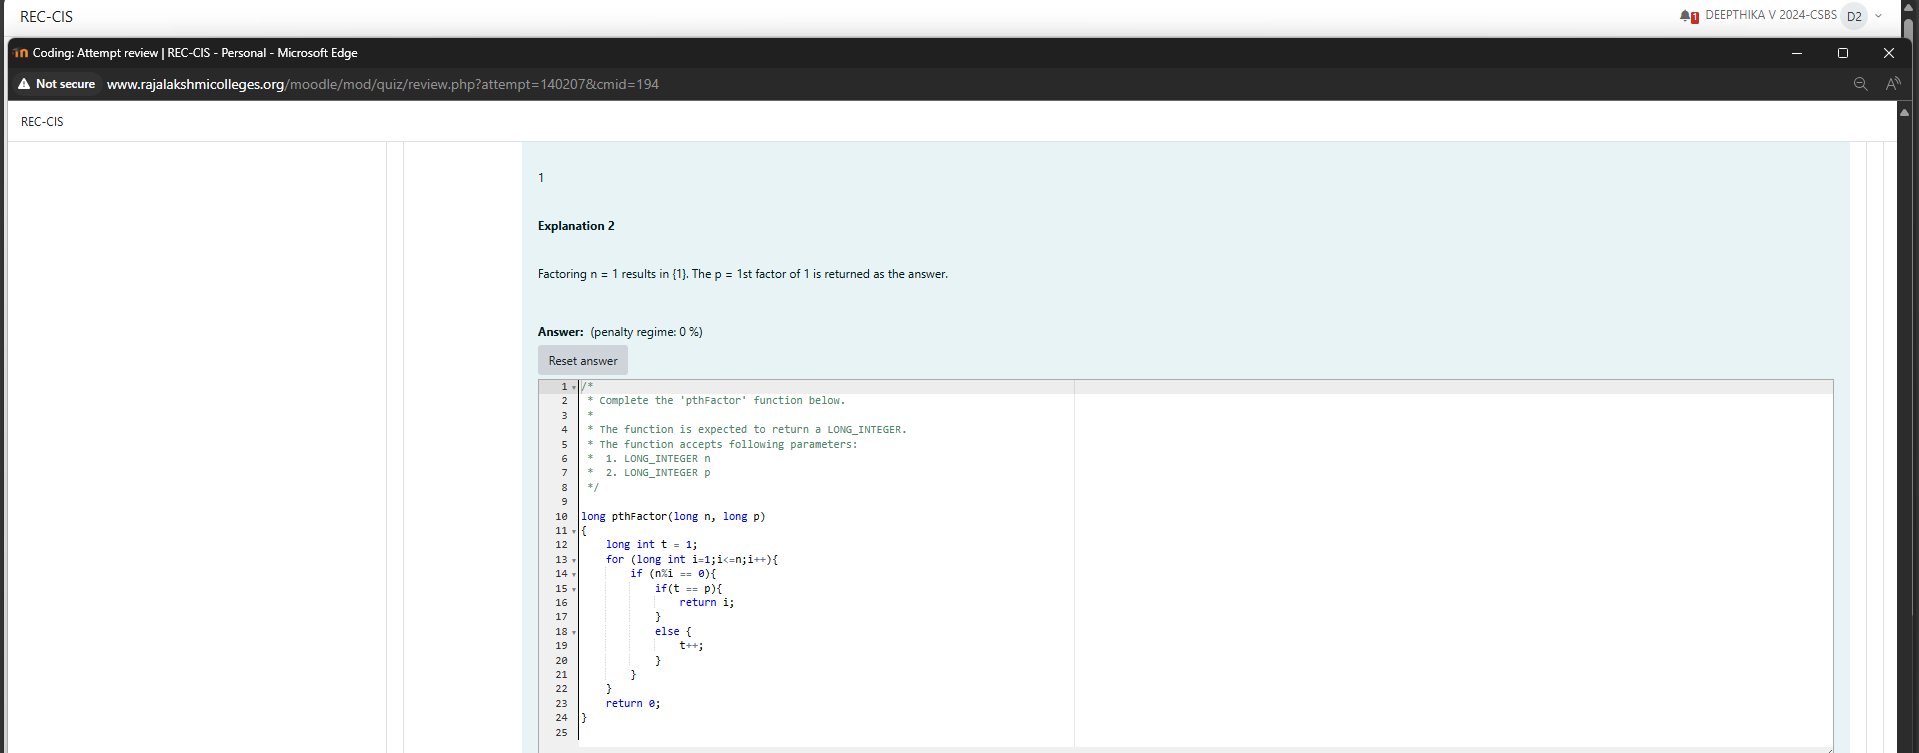 REC-CIS
1 DEEPTHIKA V 2024-CSBS D2
Coding: Attempt review | REC-CIS - Personal - Microsoft Edge
Not secure www.rajalakshmicolleges.org/moodle/mod/quiz/review.php?attempt=140207&cmid=194
REC-CIS
1
Explanation 2
Factoring n = 1 results in {1}. The p = 1st factor of 1 is returned as the answer.
Answer: (penalty regime: 0 %)
Reset answer
1 /*
2  * Complete the 'pthFactor' function below.
3  *
4  * The function is expected to return a LONG_INTEGER.
5  * The function accepts following parameters:
6  *  1. LONG_INTEGER n
7  *  2. LONG_INTEGER p
8  */
9
10 long pthFactor(long n, long p)
11 {
12     long int t = 1;
13     for (long int i=1;i<=n;i++){
14         if (n%i == 0){
15             if(t == p){
16                 return i;
17             }
18             else {
19                 t++;
20             }
21         }
22     }
23     return 0;
24 }
25